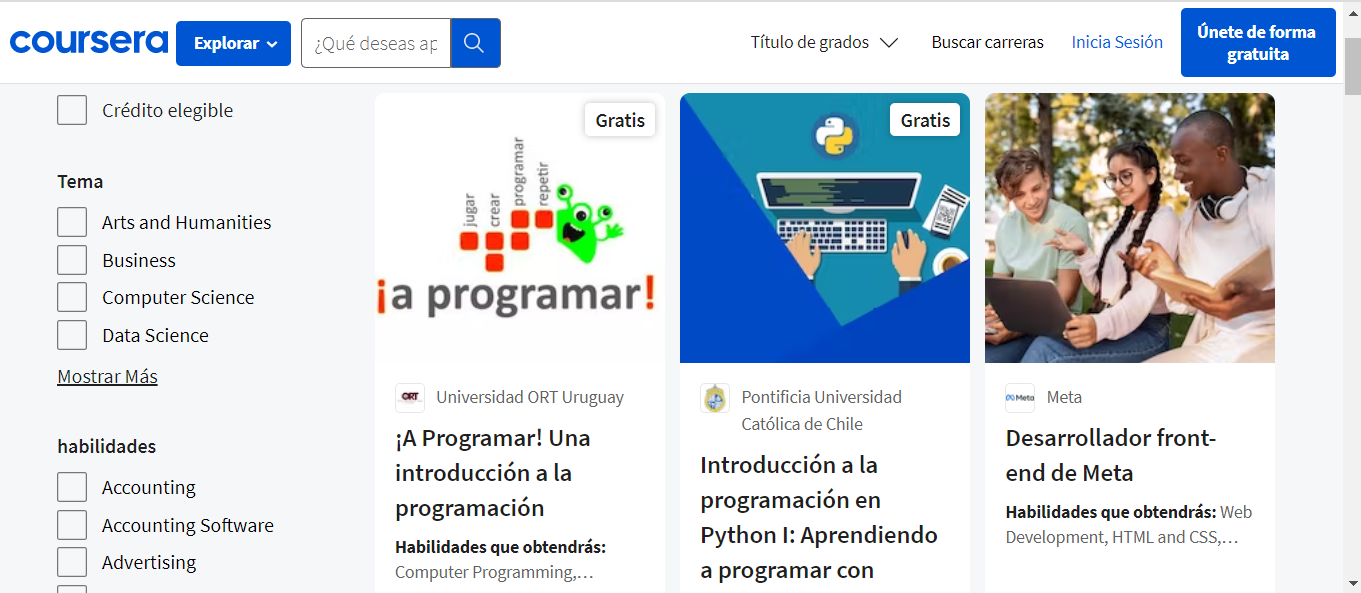 coursera
Explorar
¿Qué deseas ap
Título de grados
Buscar carreras
Inicia Sesión
Únete de forma
gratuita
Crédito elegible
Tema
Arts and Humanities
Business
Computer Science
Data Science
Mostrar Más
habilidades
Accounting
Accounting Software
Advertising
Gratis
jugar
crear
programar
repetir
¡a programar!
ORT
Universidad ORT Uruguay
¡A Programar! Una
introducción a la
programación
Habilidades que obtendrás:
Computer Programming,…
Gratis
Pontificia Universidad
Católica de Chile
Introducción a la
programación en
Python I: Aprendiendo
a programar con
Meta
Meta
Desarrollador front-
end de Meta
Habilidades que obtendrás: Web
Development, HTML and CSS,…